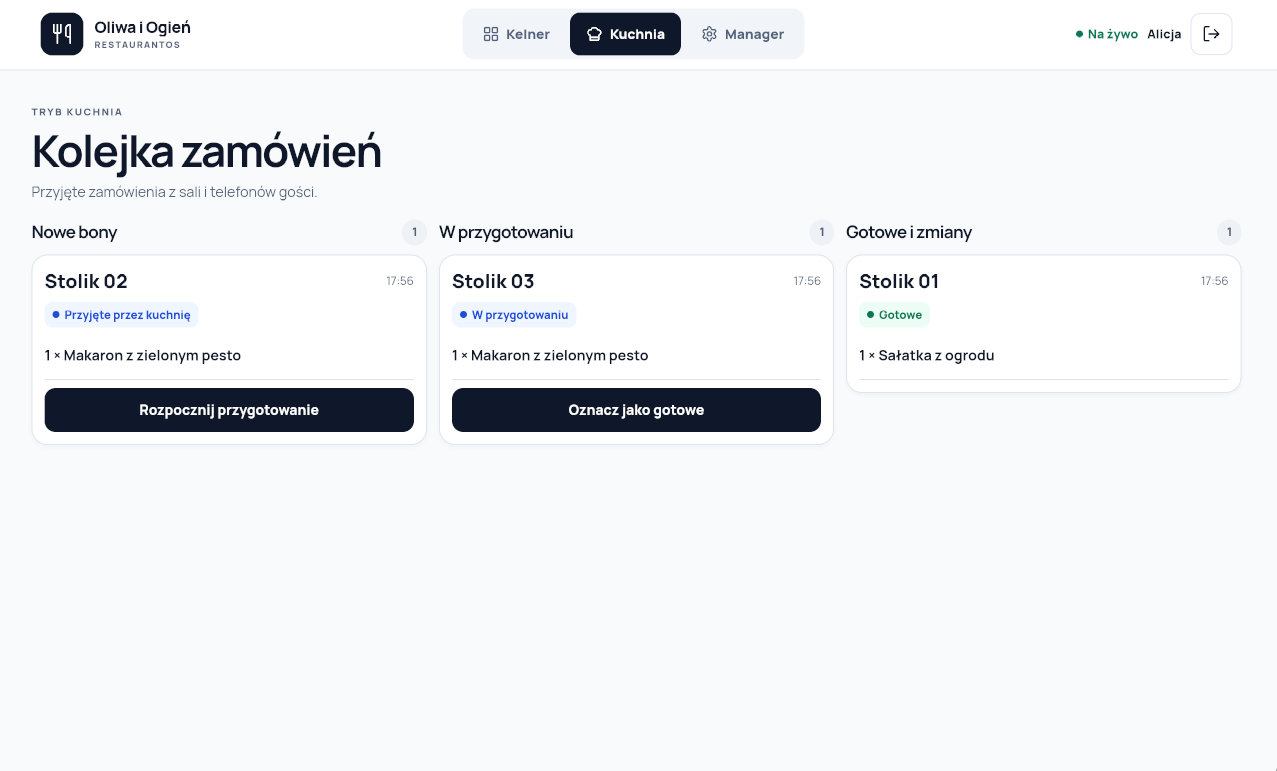 Oliwa i Ogień
RESTAURANTOS
Kelner
Kuchnia
Manager
Na żywo
Alicja
TRYB KUCHNIA
Kolejka zamówień
Przyjęte zamówienia z sali i telefonów gości.
Nowe bony
1
Stolik 02
17:56
Przyjęte przez kuchnię
1 × Makaron z zielonym pesto
Rozpocznij przygotowanie
W przygotowaniu
1
Stolik 03
17:56
W przygotowaniu
1 × Makaron z zielonym pesto
Oznacz jako gotowe
Gotowe i zmiany
1
Stolik 01
17:56
Gotowe
1 × Sałatka z ogrodu